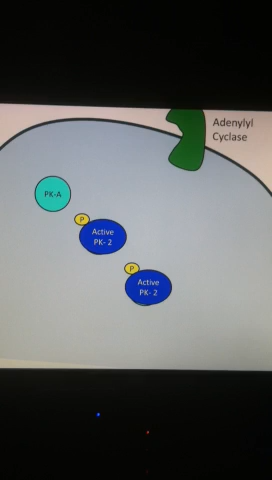 Adenylyl
Cyclase
PK-A
P
Active
PK- 2
P
Active
PK- 2